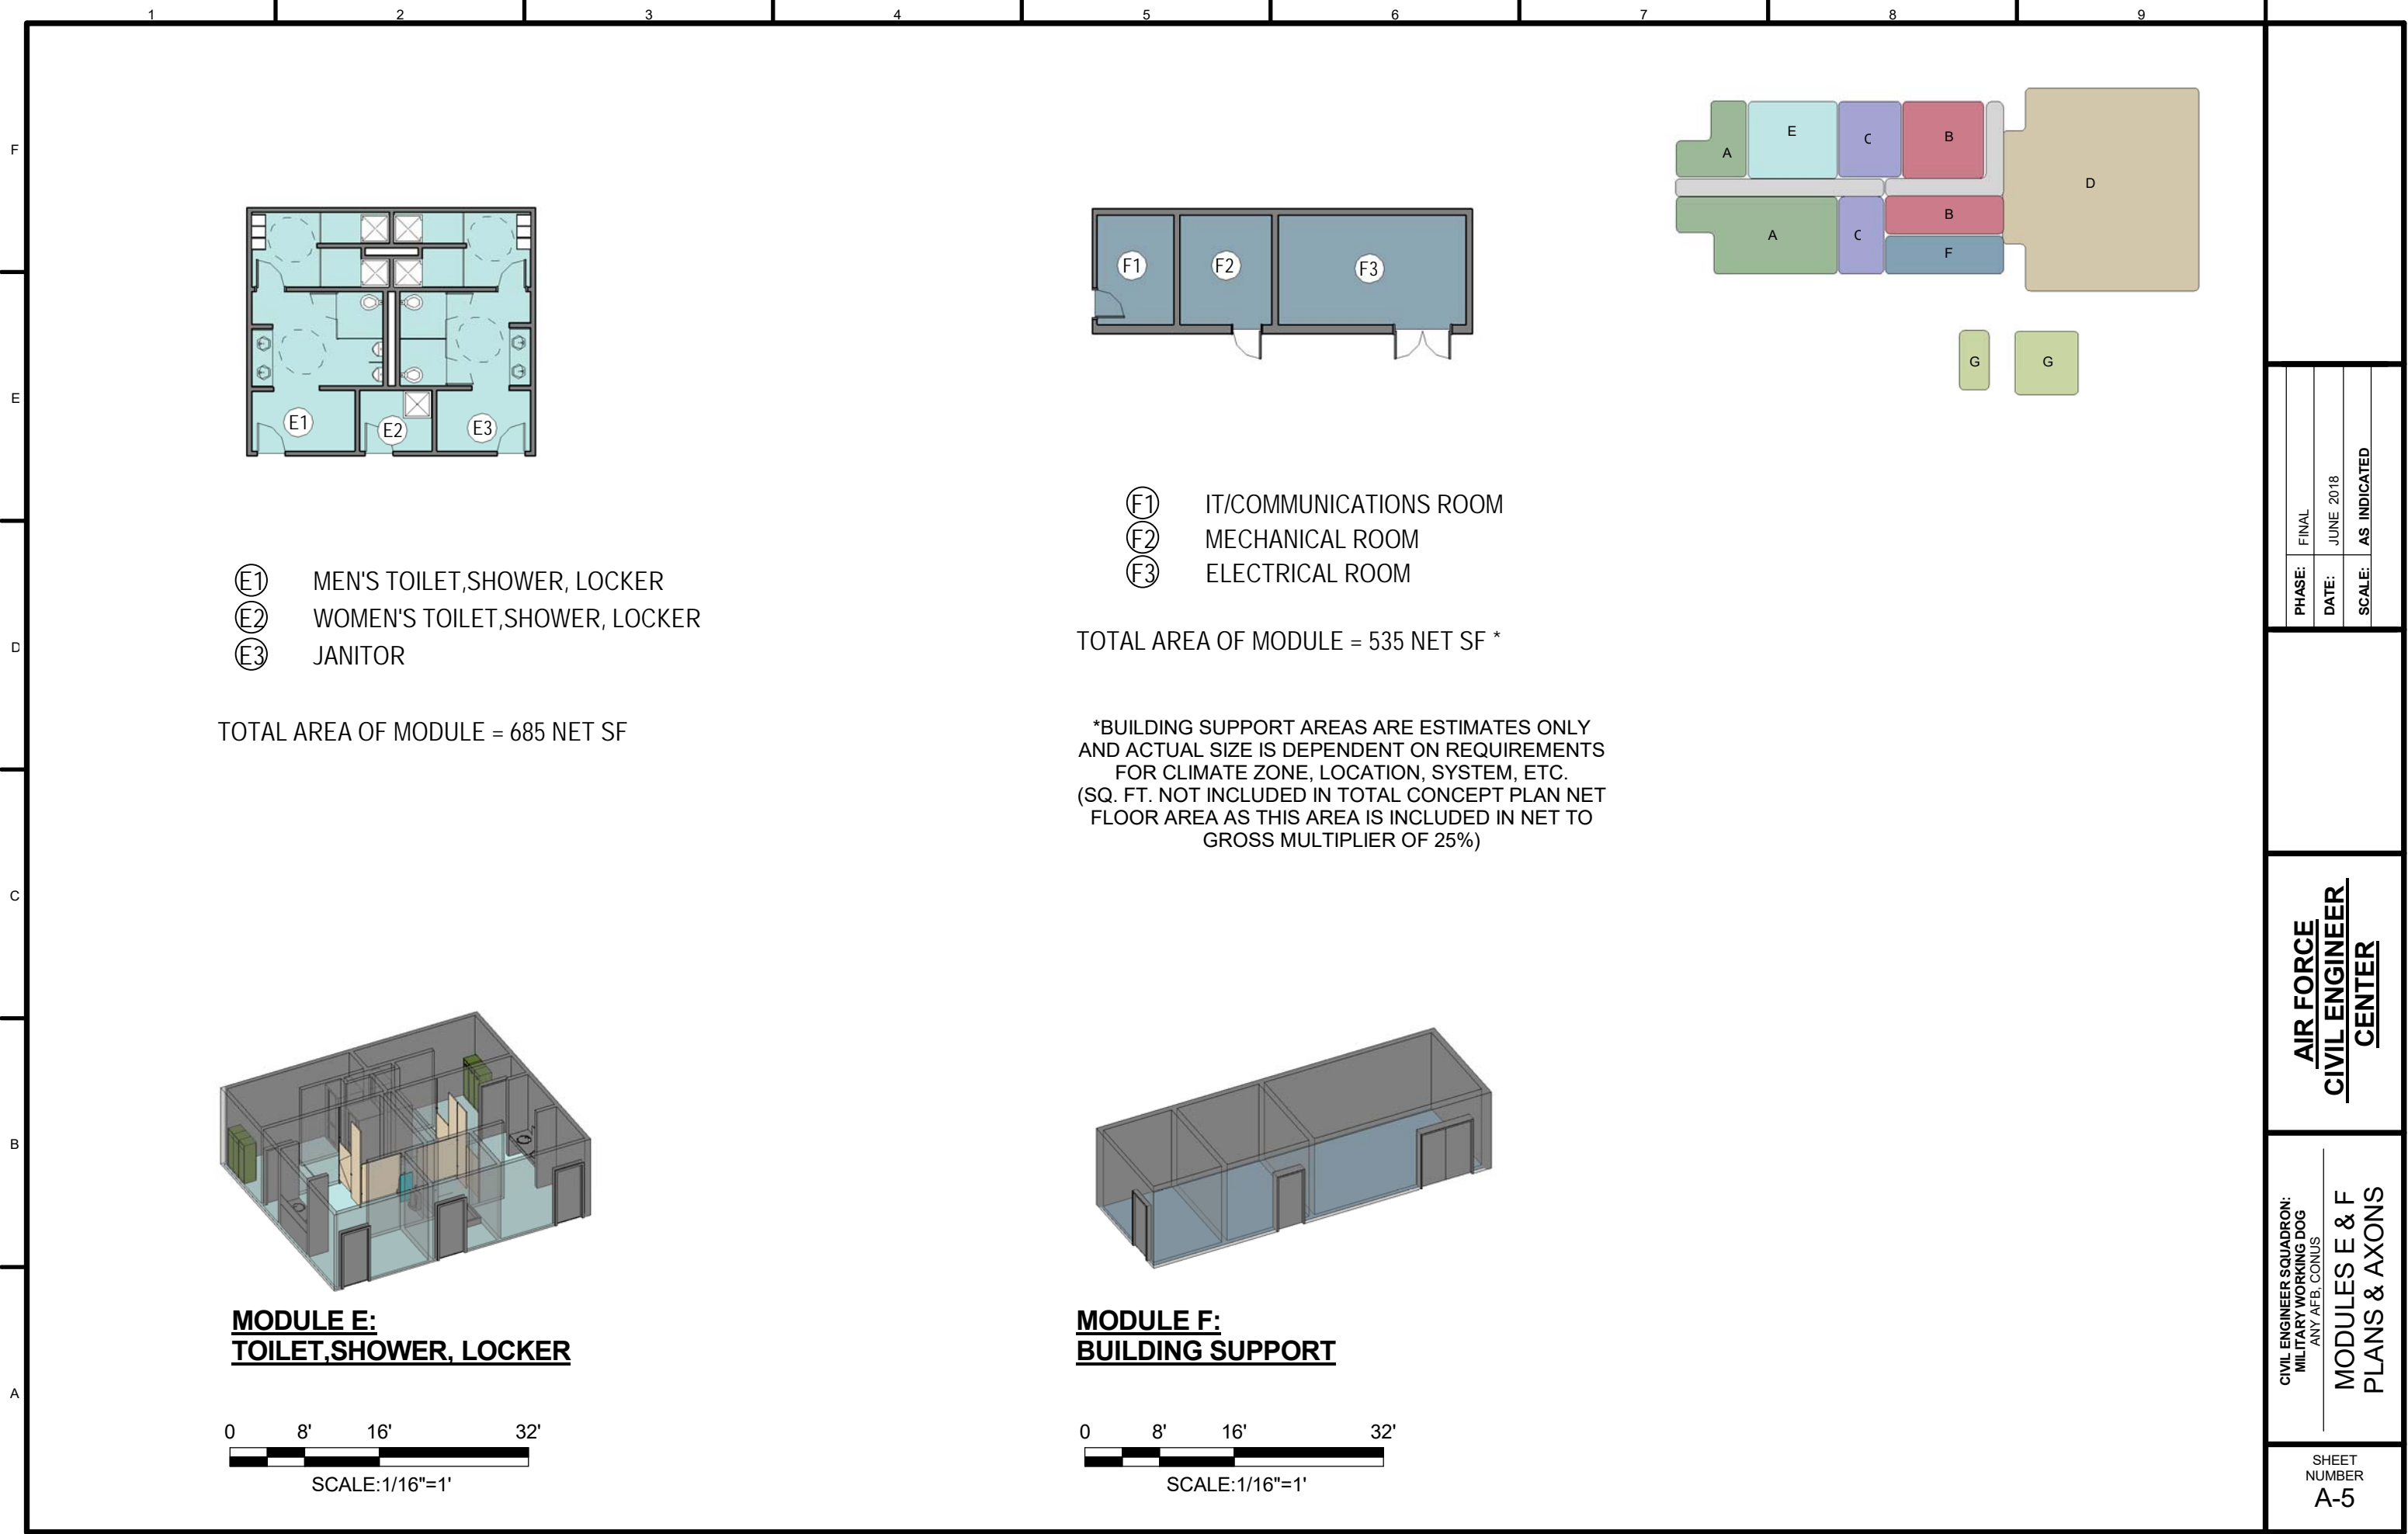 1 2 3 4 5 6 7 8 9
F
E
D
C
B
A
E1
E2
E3
E1 MEN'S TOILET,SHOWER, LOCKER
E2 WOMEN'S TOILET,SHOWER, LOCKER
E3 JANITOR
TOTAL AREA OF MODULE = 685 NET SF
MODULE E:
TOILET,SHOWER, LOCKER
0 8' 16' 32'
SCALE:1/16"=1'
F1
F2
F3
F1 IT/COMMUNICATIONS ROOM
F2 MECHANICAL ROOM
F3 ELECTRICAL ROOM
TOTAL AREA OF MODULE = 535 NET SF *
*BUILDING SUPPORT AREAS ARE ESTIMATES ONLY
AND ACTUAL SIZE IS DEPENDENT ON REQUIREMENTS
FOR CLIMATE ZONE, LOCATION, SYSTEM, ETC.
(SQ. FT. NOT INCLUDED IN TOTAL CONCEPT PLAN NET
FLOOR AREA AS THIS AREA IS INCLUDED IN NET TO
GROSS MULTIPLIER OF 25%)
MODULE F:
BUILDING SUPPORT
0 8' 16' 32'
SCALE:1/16"=1'
A
E
C
B
D
A
C
B
F
G
G
PHASE: FINAL
DATE: JUNE 2018
SCALE: AS INDICATED
AIR FORCE
CIVIL ENGINEER
CENTER
CIVIL ENGINEER SQUADRON:
MILITARY WORKING DOG
ANY AFB, CONUS
MODULES E & F
PLANS & AXONS
SHEET
NUMBER
A-5